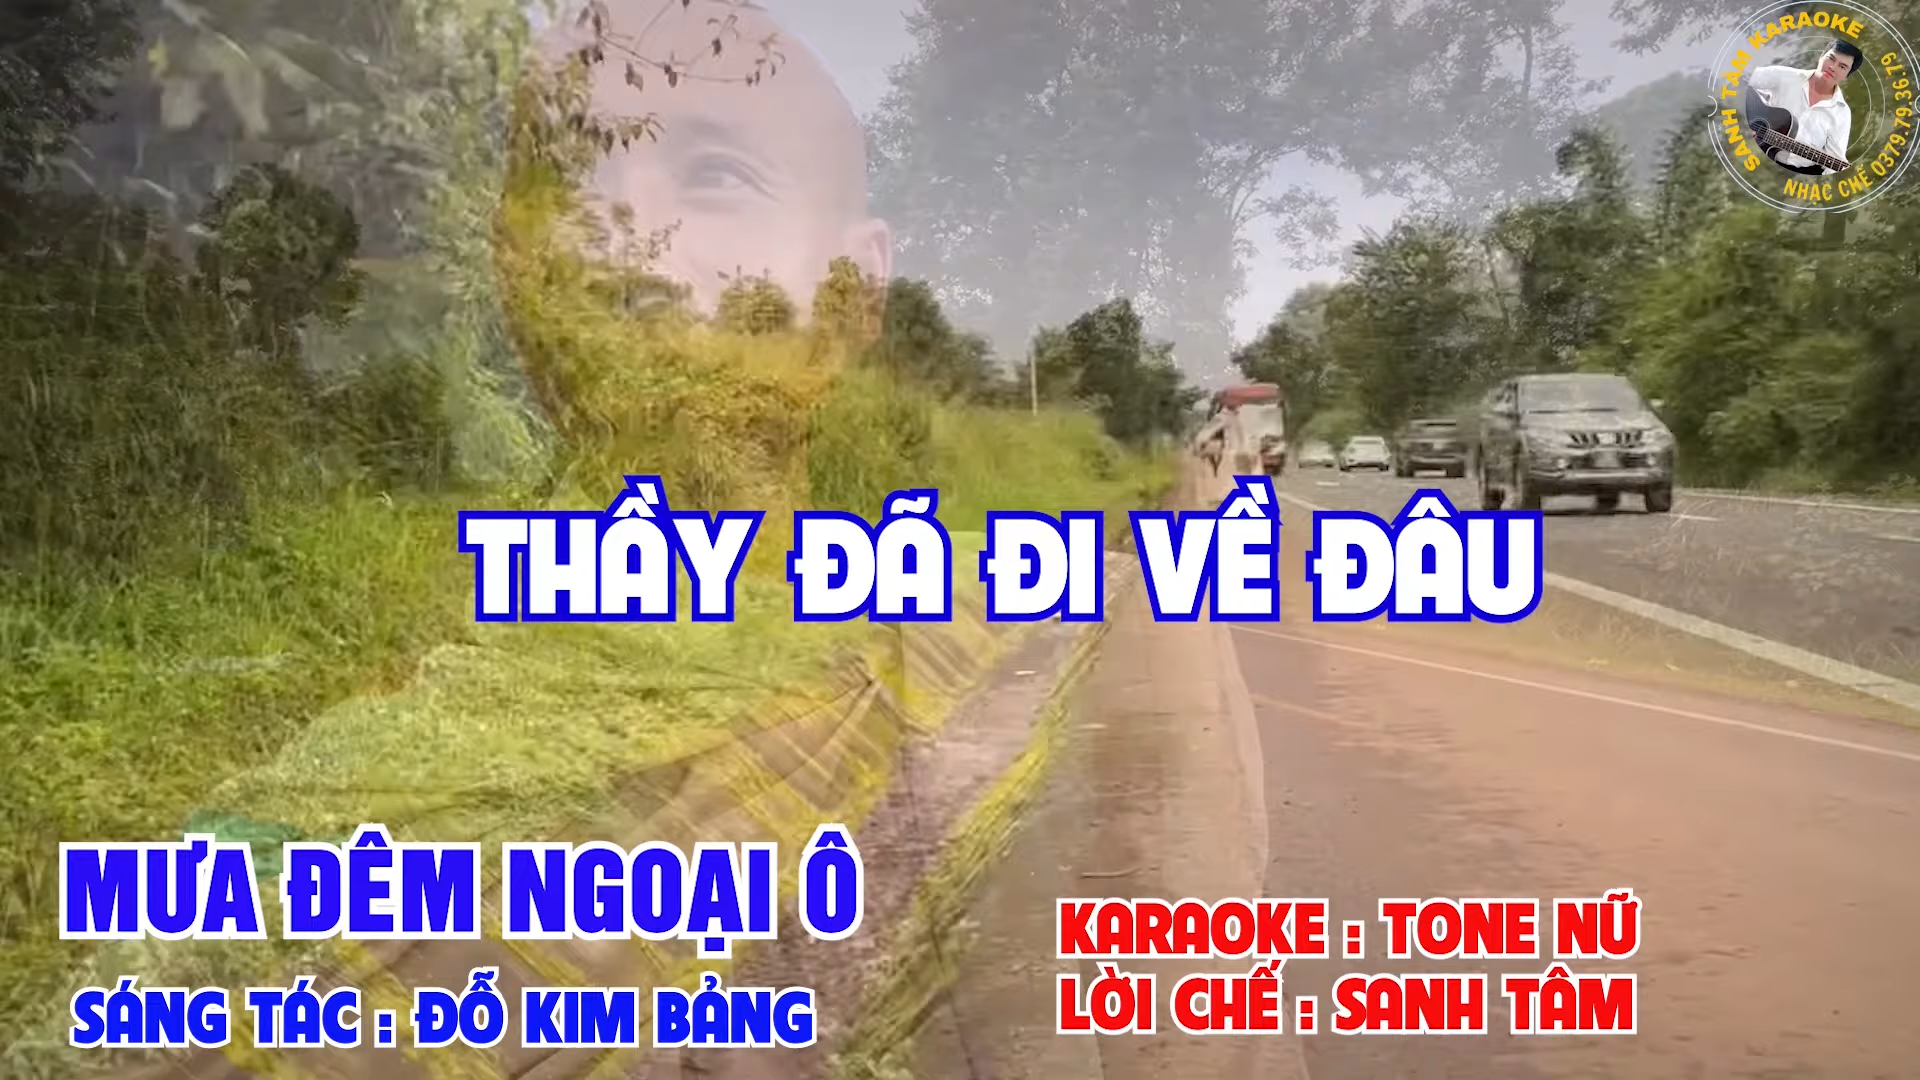 SANH TÂM KARAOKE
NHẠC CHẾ 0379.79.36.79
THẦY ĐÃ ĐI VỀ ĐÂU
MƯA ĐÊM NGOẠI Ô
SÁNG TÁC : ĐỖ KIM BẢNG
KARAOKE : TONE NỮ
LỜI CHẾ : SANH TÂM